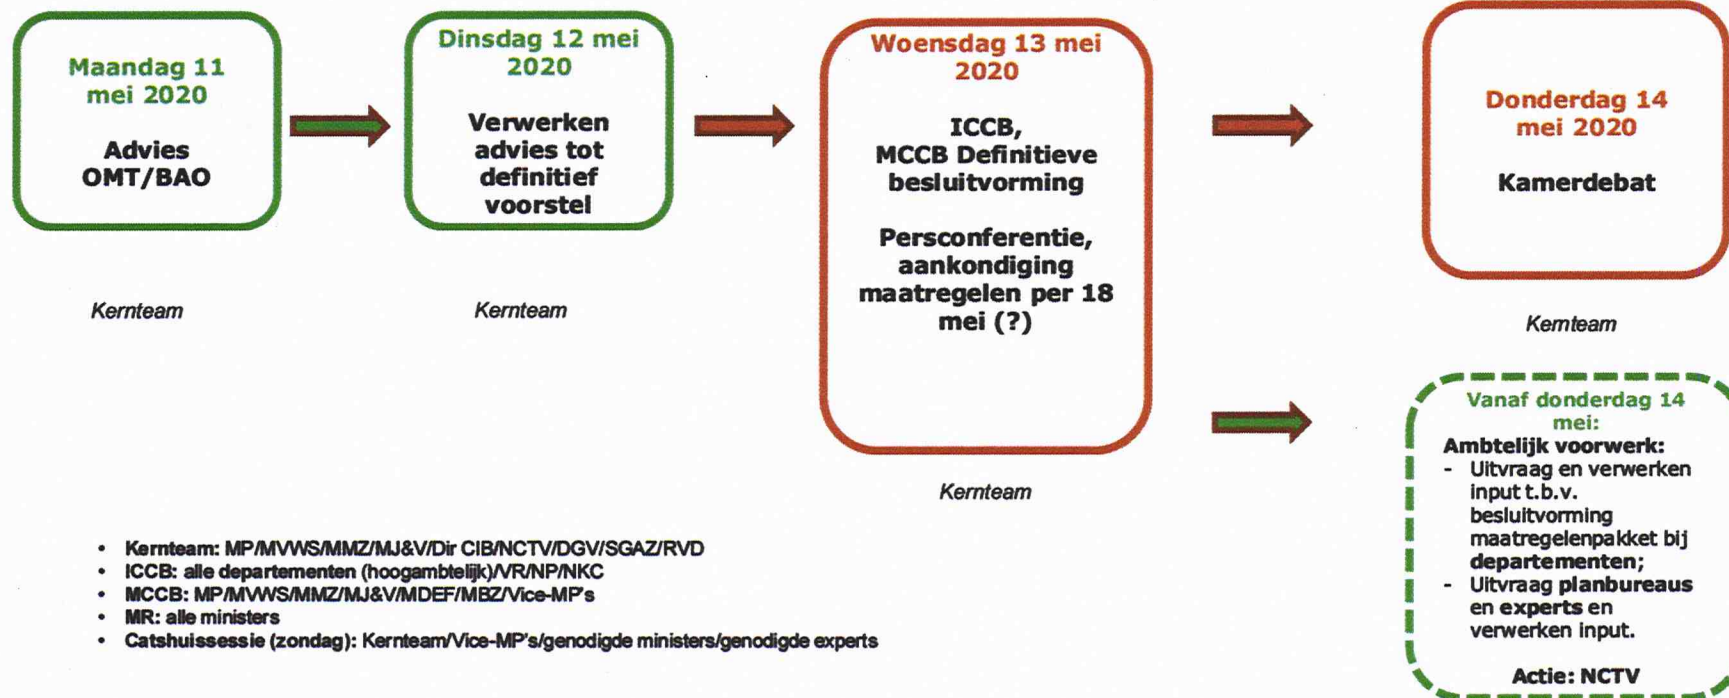 Maandag 11
mei 2020
Advies
OMT/BAO
Kernteam
Dinsdag 12 mei
2020
Verwerken
advies tot
definitief
voorstel
Kernteam
Woensdag 13 mei
2020
ICCB,
MCCB Definitieve
besluitvorming
Persconferentie,
aankondiging
maatregelen per 18
mei (?)
Kernteam
Donderdag 14
mei 2020
Kamerdebat
Kernteam
Vanaf donderdag 14
mei:
Ambtelijk voorwerk:
- Uitvraag en verwerken
input t.b.v.
besluitvorming
maatregelenpakket bij
departementen;
- Uitvraag planbureaus
en experts en
verwerken input.
Actie: NCTV
• Kernteam: MP/MVWS/MMZ/MJ&V/Dir CIB/NCTV/DGV/SGAZ/RVD
• ICCB: alle departementen (hoogambtelijk)/VR/NP/NKC
• MCCB: MP/MVWS/MMZ/MJ&V/MDEF/MBZ/Vice-MP's
• MR: alle ministers
• Catshuissessie (zondag): Kernteam/Vice-MP's/genodigde ministers/genodigde experts